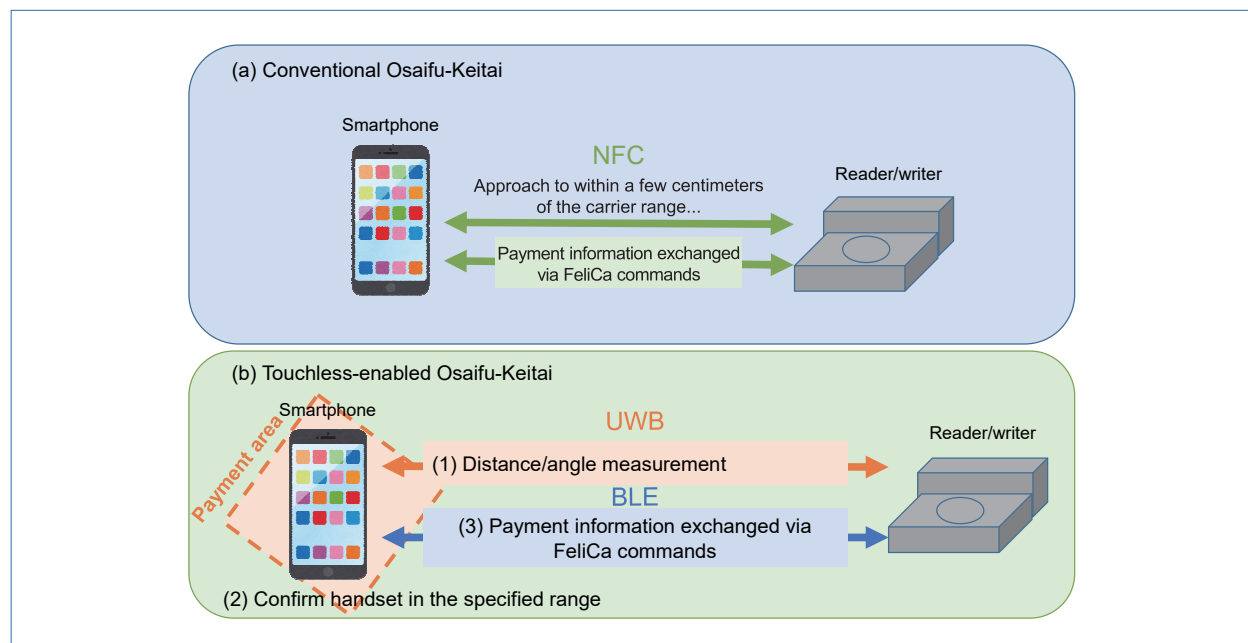 (a) Conventional Osaifu-Keitai
Smartphone
NFC
Reader/writer
Approach to within a few centimeters
of the carrier range...
Payment information exchanged
via FeliCa commands
(b) Touchless-enabled Osaifu-Keitai
Smartphone
Payment area
UWB
Reader/writer
(1) Distance/angle measurement
BLE
(3) Payment information exchanged via
FeliCa commands
(2) Confirm handset in the specified range